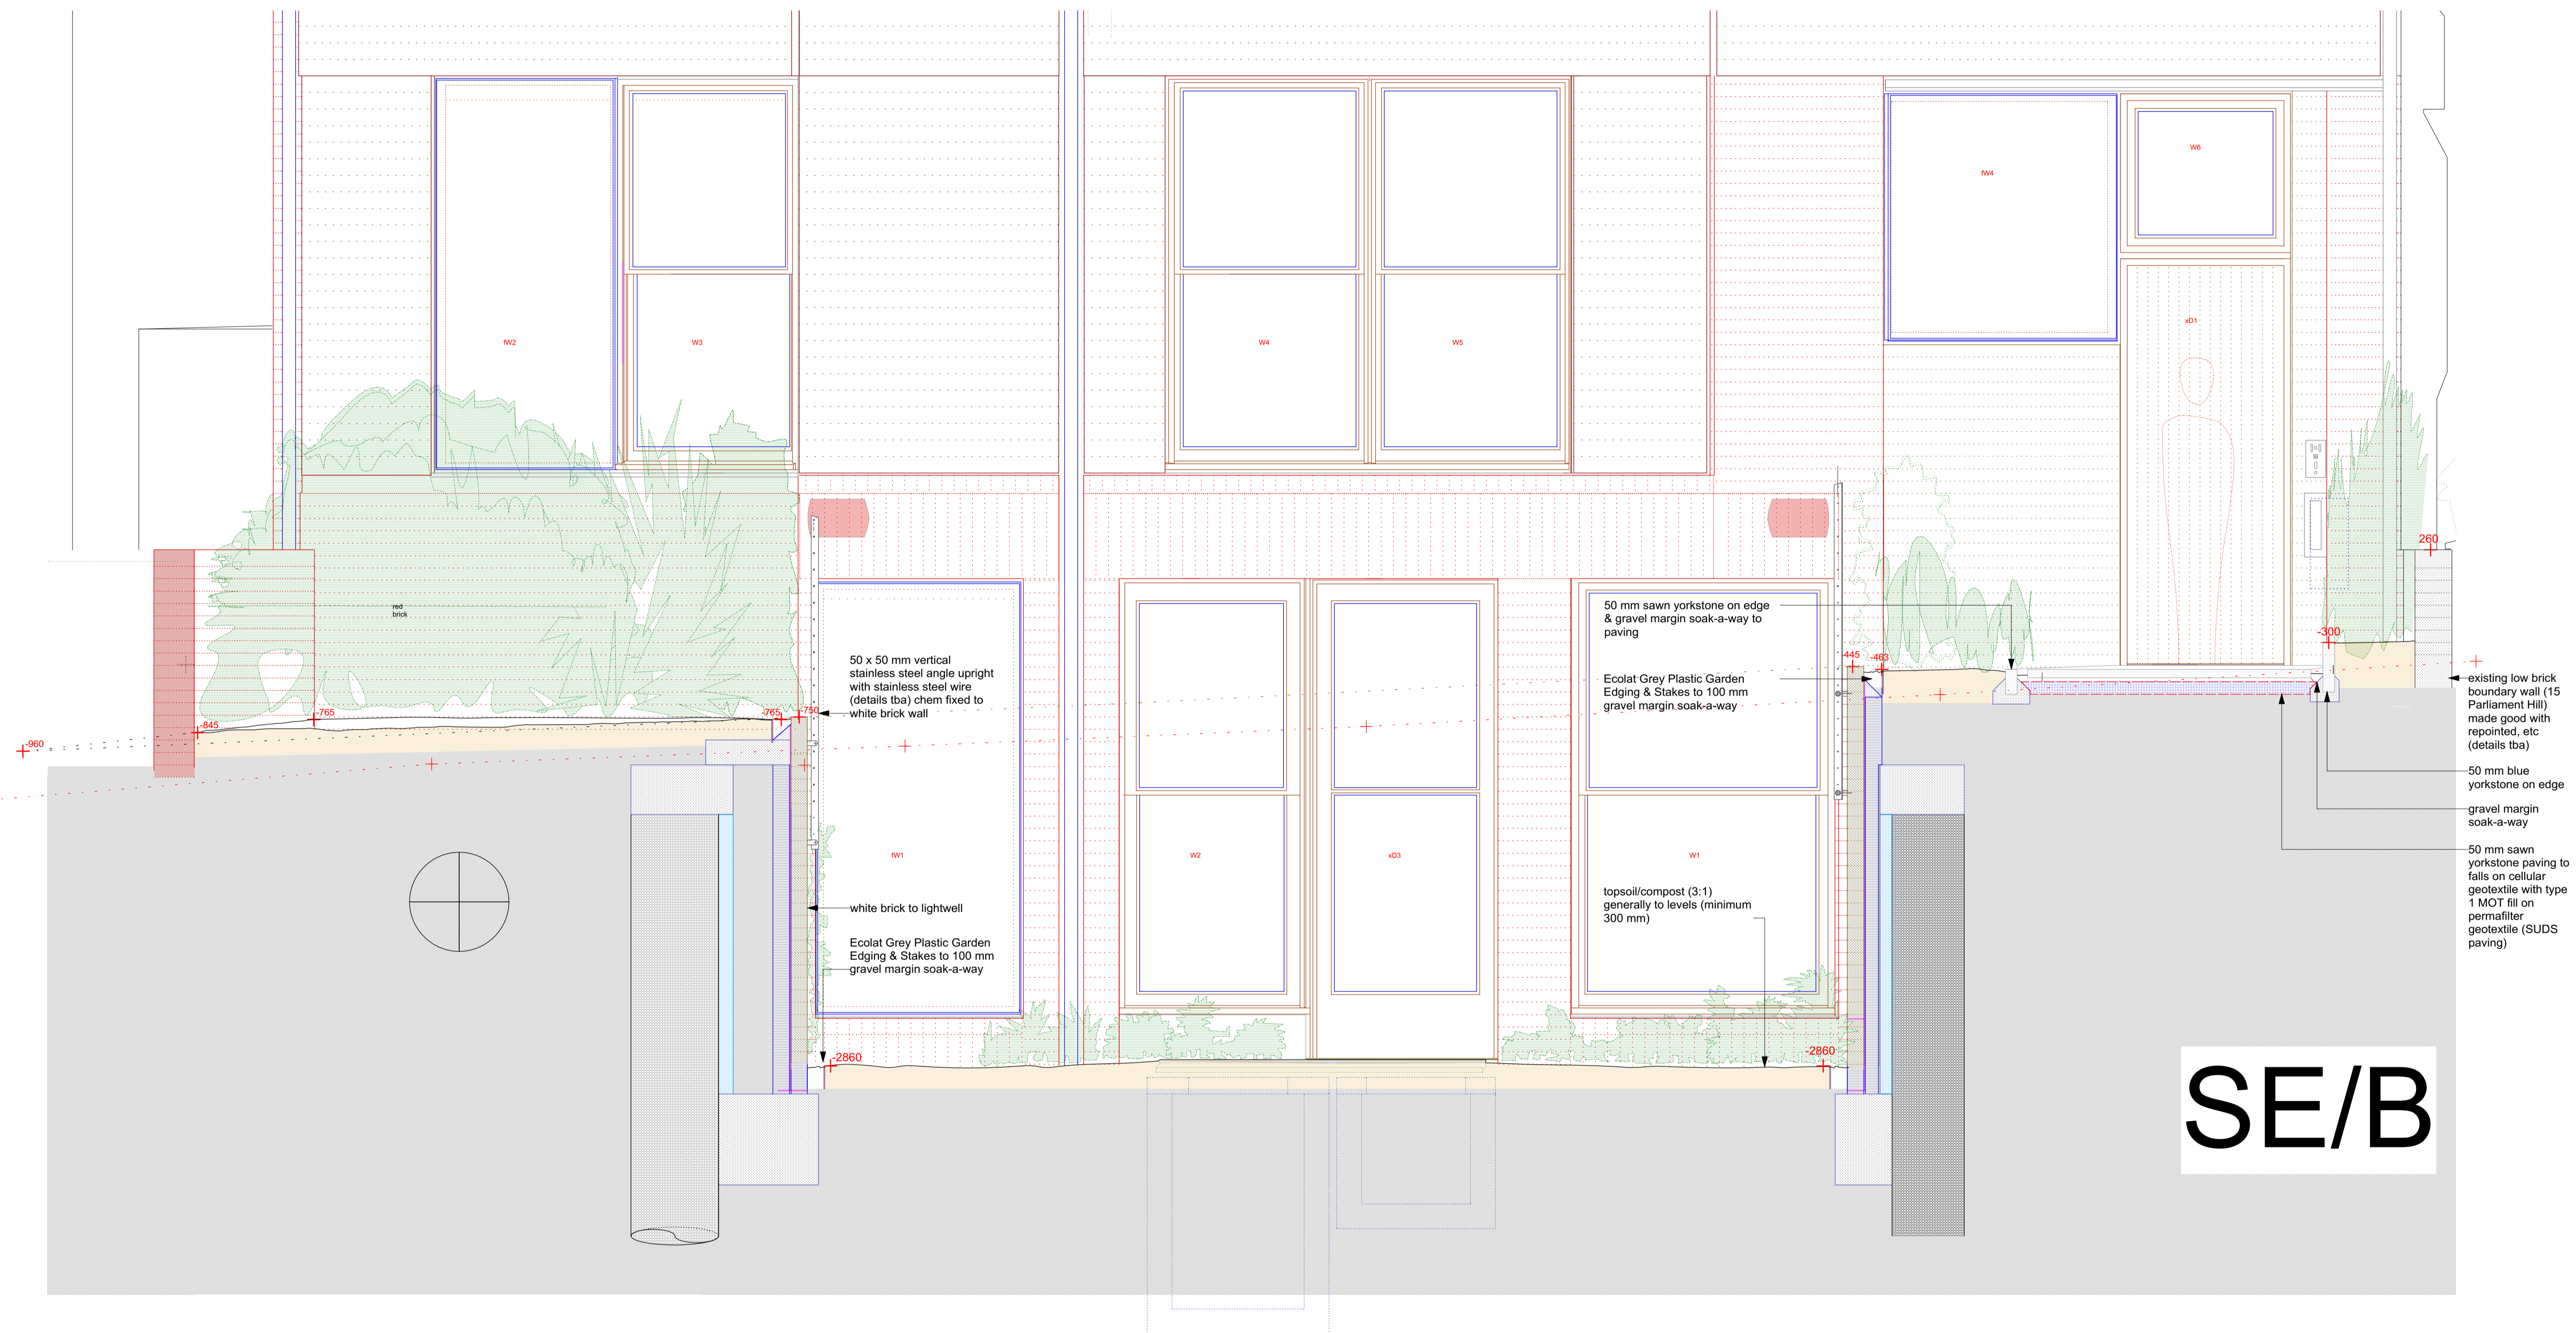 W6
fW4
xD1
fW2
W3
W4
W5
260
50 mm sawn yorkstone on edge
& gravel margin soak-a-way to
paving
red
brick
-300
50 x 50 mm vertical
stainless steel angle upright
with stainless steel wire
(details tba) chem fixed to
white brick wall
445
-463
Ecolat Grey Plastic Garden
Edging & Stakes to 100 mm
gravel margin soak-a-way
existing low brick
boundary wall (15
Parliament Hill)
made good with
repointed, etc
(details tba)
-845
-765
-765
-750
-960
50 mm blue
yorkstone on edge
gravel margin
soak-a-way
50 mm sawn
yorkstone paving to
falls on cellular
geotextile with type
1 MOT fill on
permafilter
geotextile (SUDS
paving)
fW1
W2
xD3
W1
topsoil/compost (3:1)
generally to levels (minimum
300 mm)
white brick to lightwell
Ecolat Grey Plastic Garden
Edging & Stakes to 100 mm
gravel margin soak-a-way
-2860
-2860
SE/B